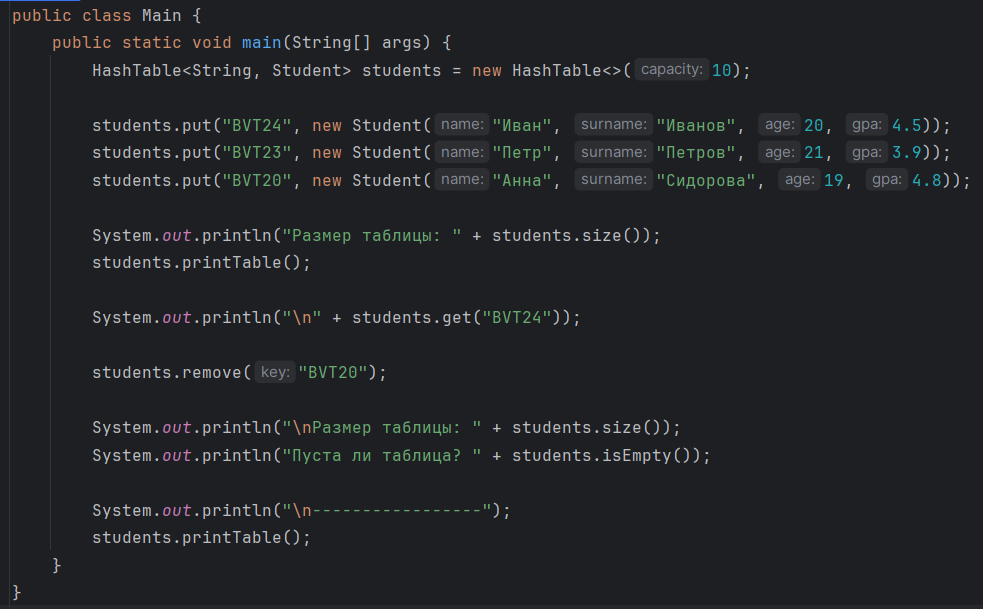 public class Main {
public static void main(String[] args) {
HashTable<String, Student> students = new HashTable<>( capacity: 10);
students.put("BVT24", new Student( name: "Иван", surname: "Иванов", age: 20, gpa: 4.5));
students.put("BVT23", new Student( name: "Петр", surname: "Петров", age: 21, gpa: 3.9));
students.put("BVT20", new Student( name: "Анна", surname: "Сидорова", age: 19, gpa: 4.8));
System.out.println("Размер таблицы: " + students.size());
students.printTable();
System.out.println("\n" + students.get("BVT24"));
students.remove( key: "BVT20");
System.out.println("\nРазмер таблицы: " + students.size());
System.out.println("Пуста ли таблица? " + students.isEmpty());
System.out.println("\n-----------------");
students.printTable();
}
}